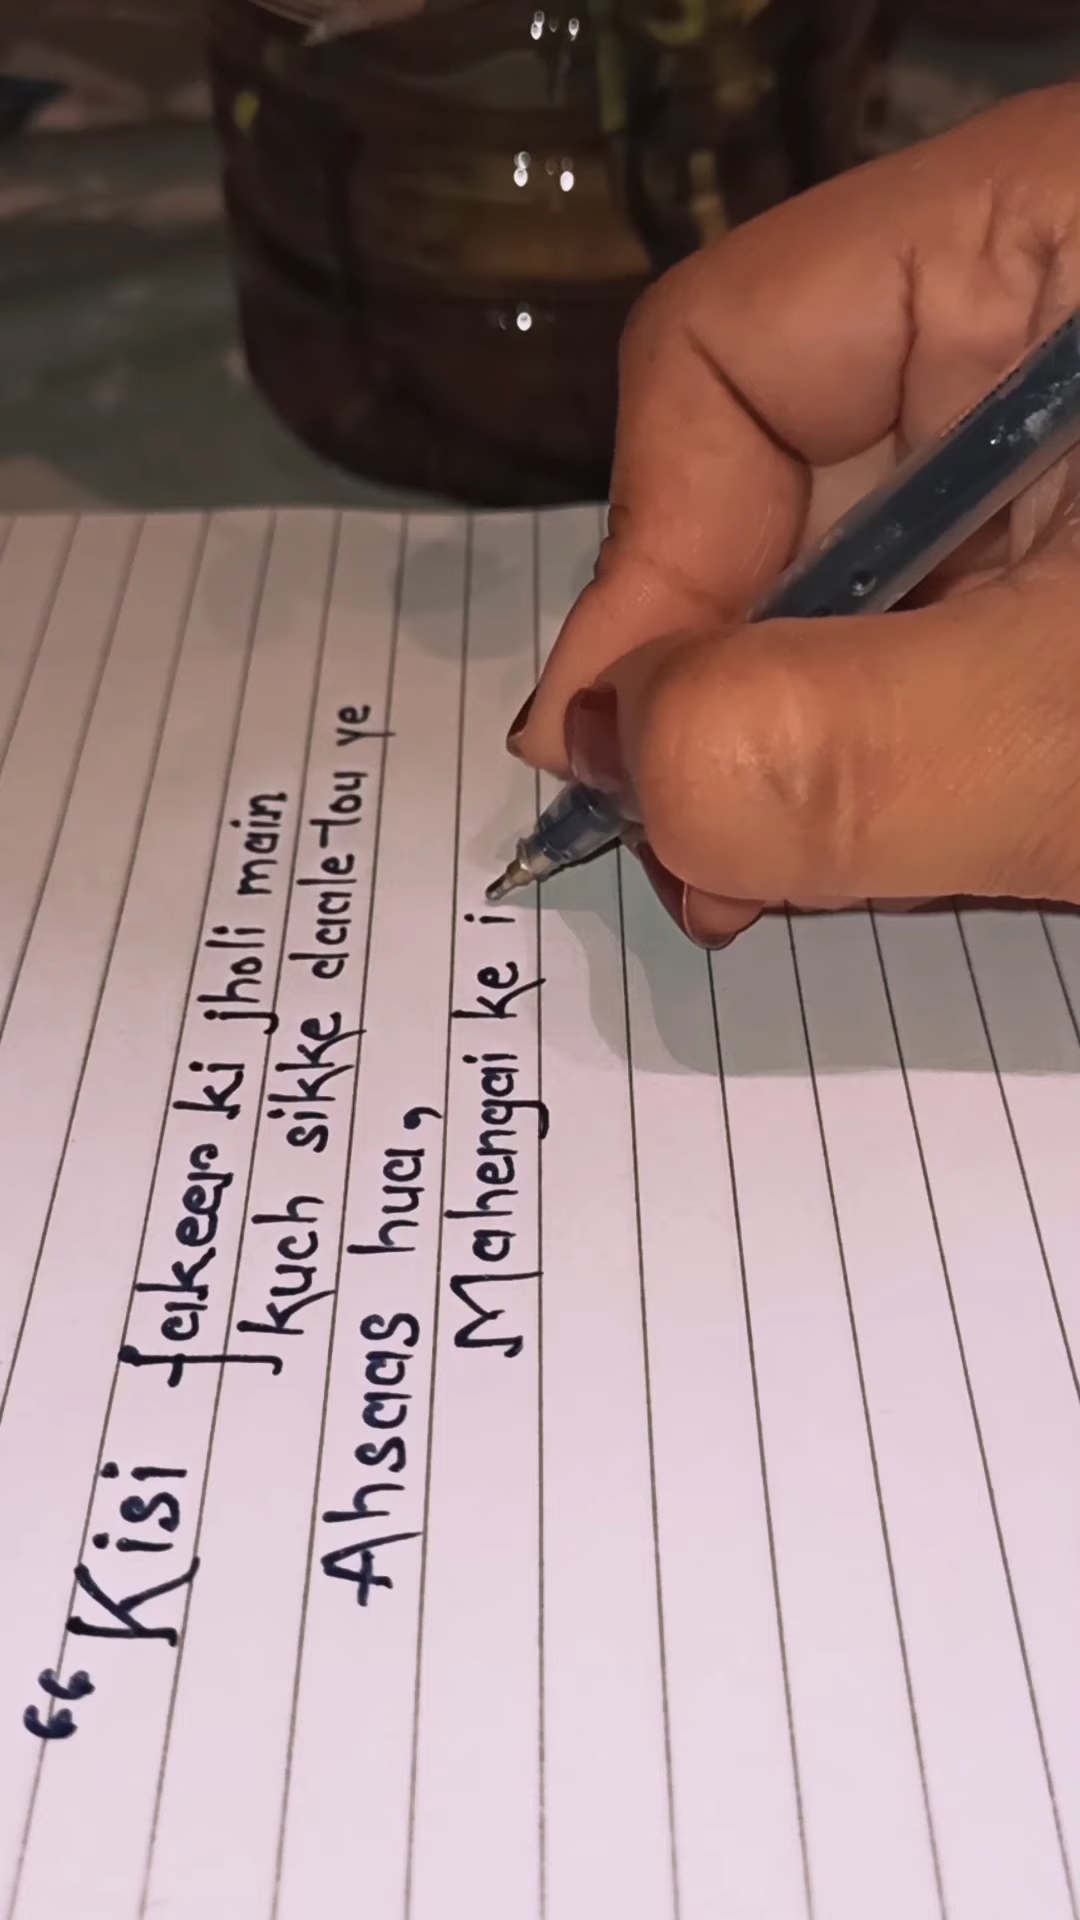 “Kisi fakeer ki jholi main
kuch sikke daale tou ye
Ahsaas hua,
Mahengai ke i